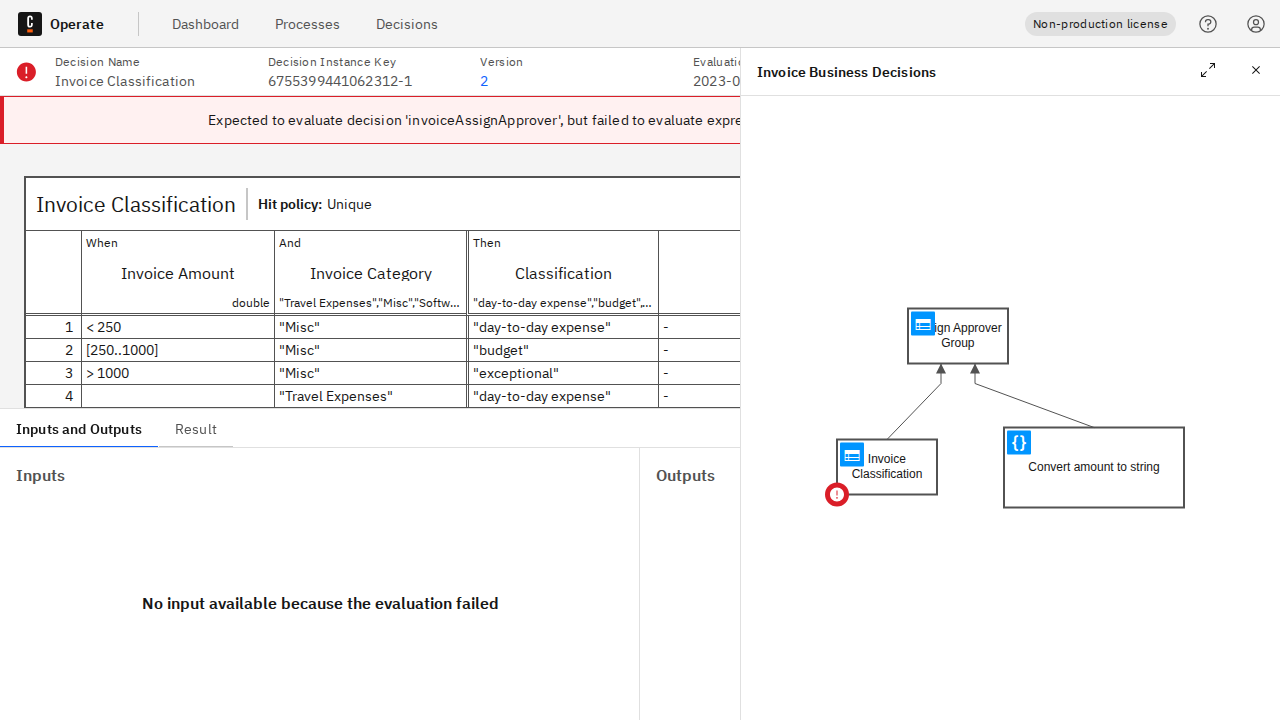 Operate
Dashboard
Processes
Decisions
Non-production license
Decision Name
Invoice Classification
Decision Instance Key
6755399441062312-1
Version
2
Evaluatio
2023-0
Invoice Business Decisions
Expected to evaluate decision 'invoiceAssignApprover', but failed to evaluate expre
Invoice Classification
Hit policy: Unique
When
And
Then
Invoice Amount
Invoice Category
Classification
double
"Travel Expenses","Misc","Softw...
"day-to-day expense","budget",...
1 < 250 "Misc" "day-to-day expense" -
2 [250..1000] "Misc" "budget" -
3 > 1000 "Misc" "exceptional" -
4 "Travel Expenses" "day-to-day expense" -
Inputs and Outputs
Result
Inputs
Outputs
No input available because the evaluation failed
ign Approver
Group
Invoice
Classification
{}
Convert amount to string